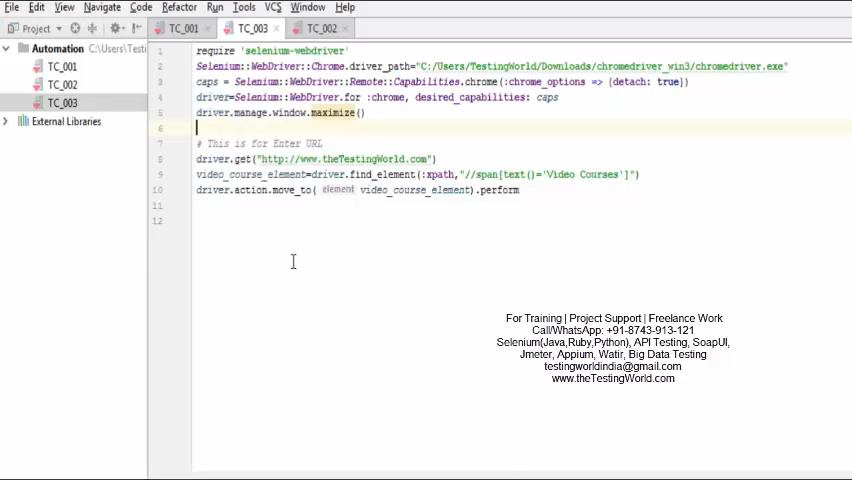 File Edit View Navigate Code Refactor Run Tools VCS Window Help
Project TC_001 TC_003 TC_002
Automation C:\Users\Testi
TC_001
TC_002
TC_003
External Libraries
1 require 'selenium-webdriver'
2 Selenium::WebDriver::Chrome.driver_path="C:/Users/TestingWorld/Downloads/chromedriver_win3/chromedriver.exe"
3 caps = Selenium::WebDriver::Remote::Capabilities.chrome(:chrome_options => {detach: true})
4 driver=Selenium::WebDriver.for :chrome, desired_capabilities: caps
5 driver.manage.window.maximize()
6
7 # This is for Enter URL
8 driver.get("http://www.theTestingWorld.com")
9 video_course_element=driver.find_element(:xpath,"//span[text()='Video Courses']")
10 driver.action.move_to( element video_course_element).perform
11
12
For Training | Project Support | Freelance Work
Call/WhatsApp: +91-8743-913-121
Selenium(Java,Ruby,Python), API Testing, SoapUI,
Jmeter, Appium, Watir, Big Data Testing
testingworldindia@gmail.com
www.theTestingWorld.com